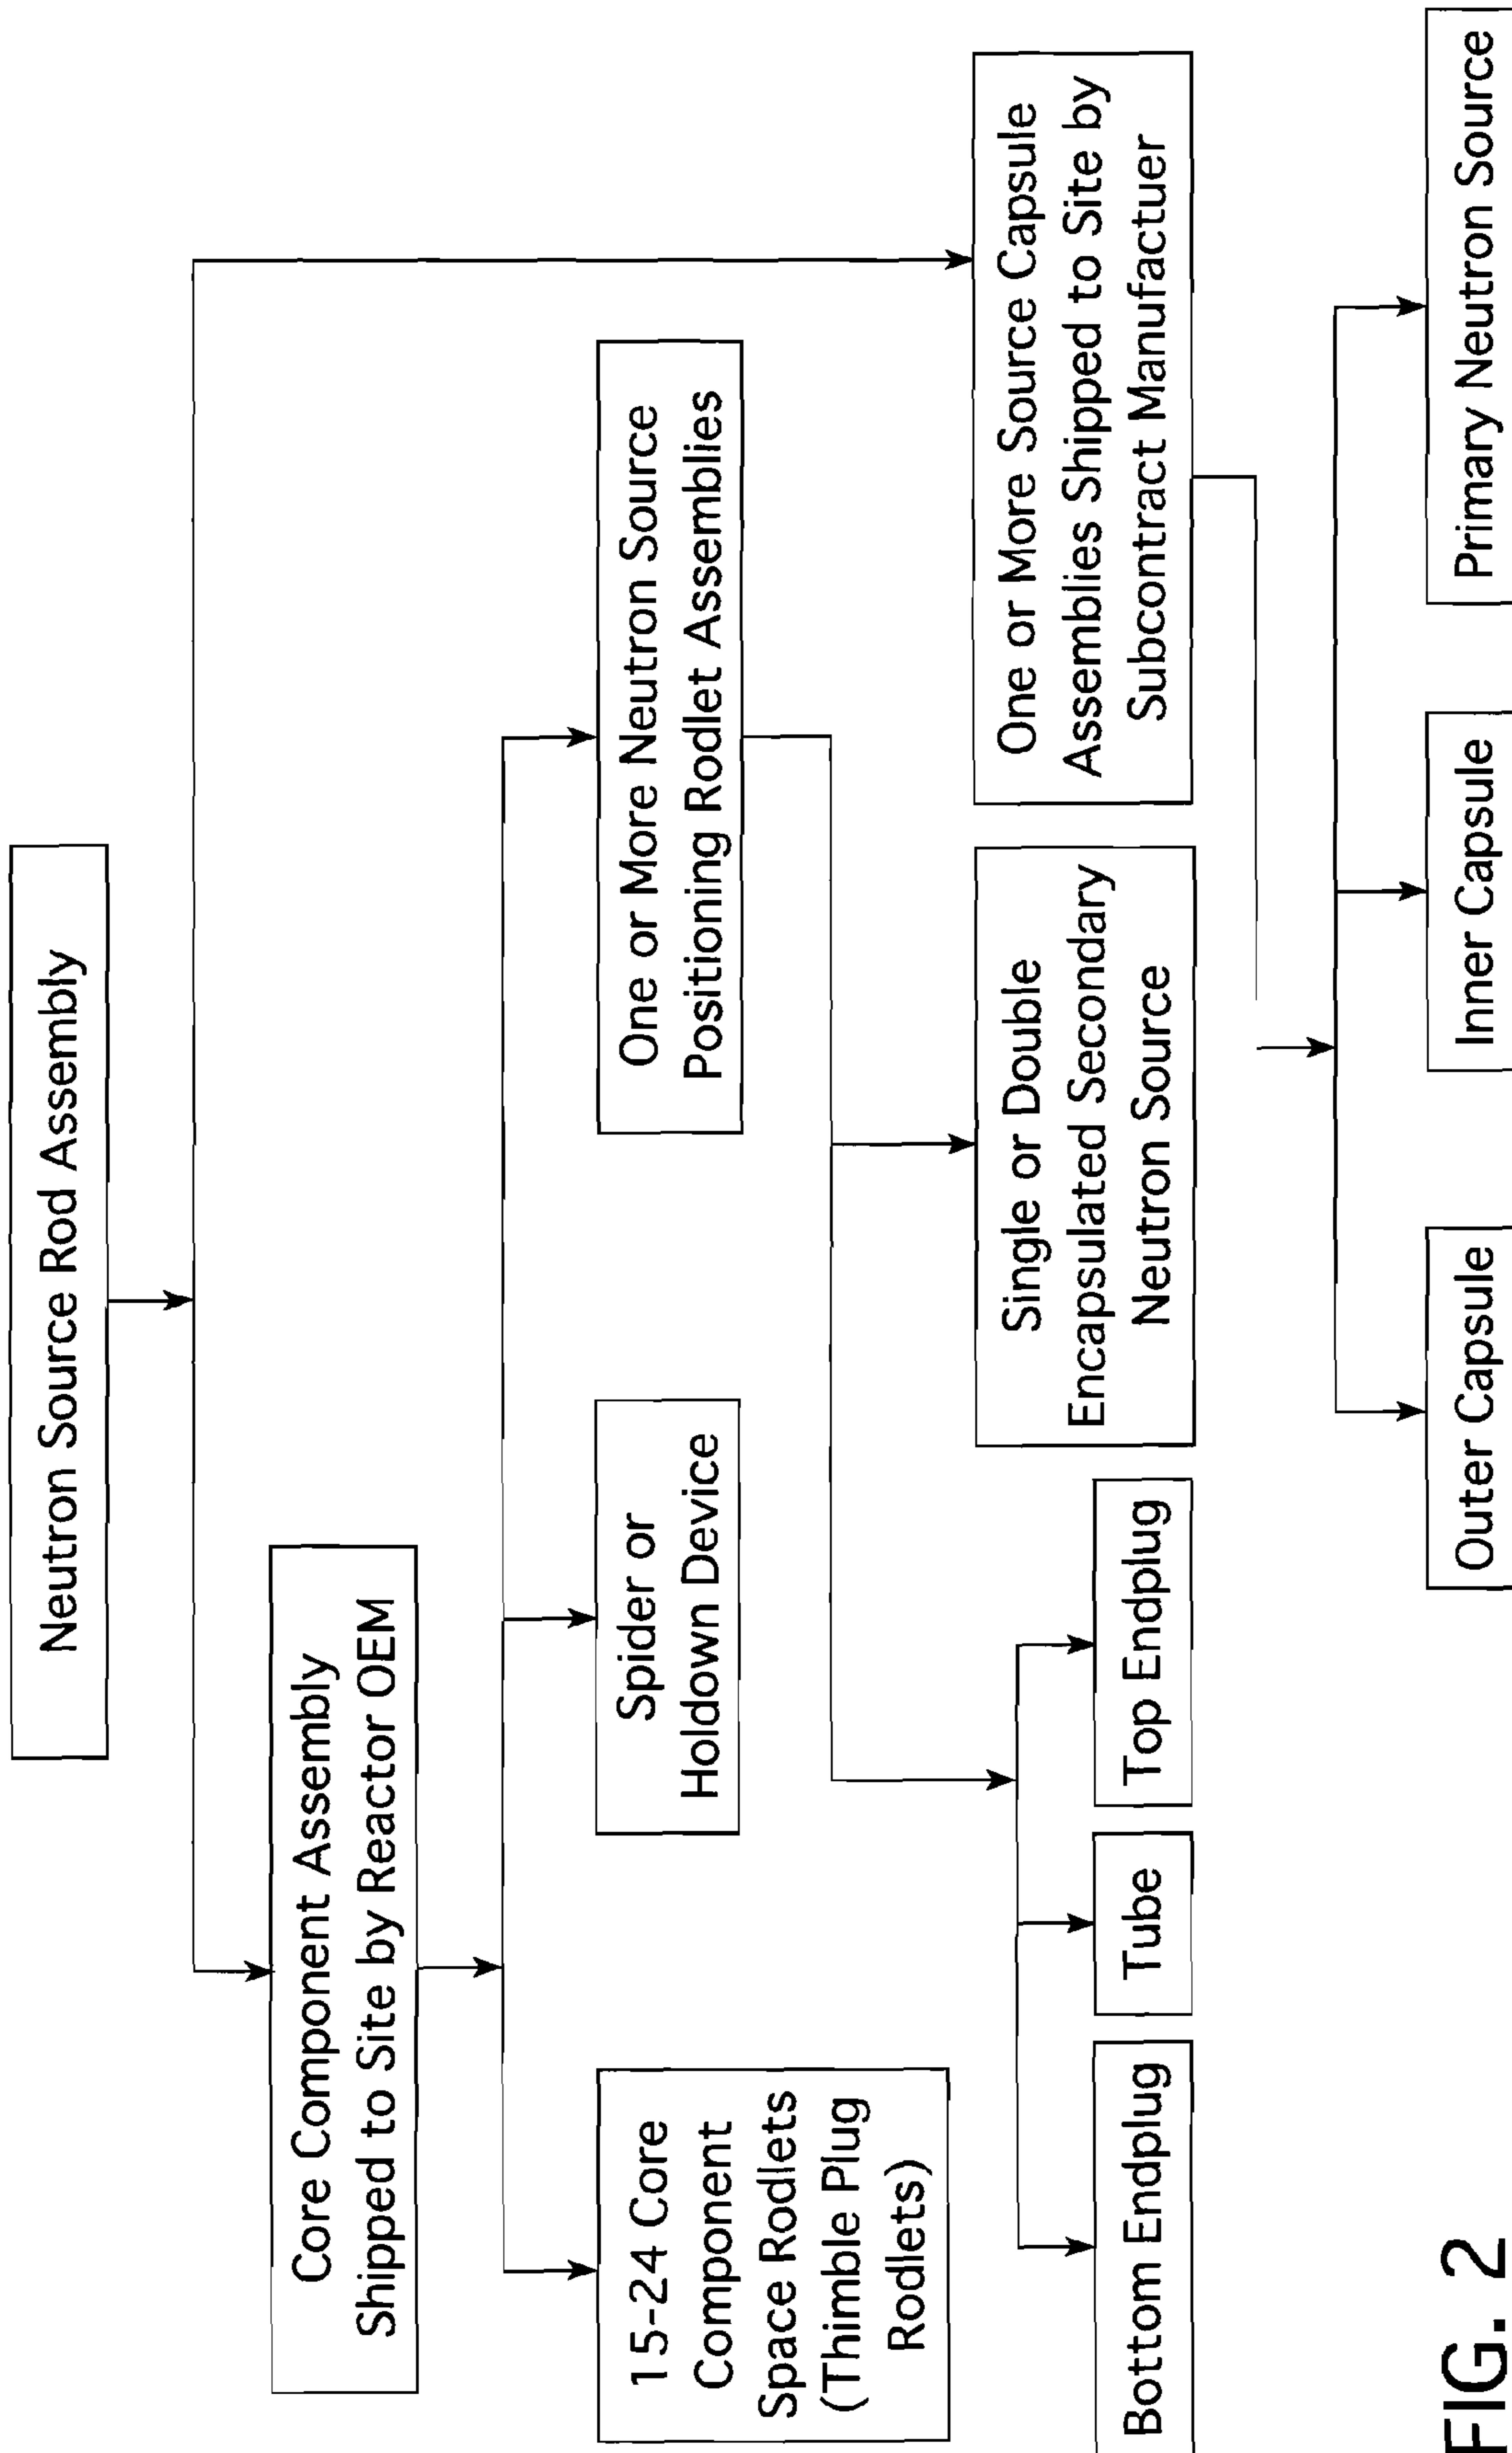 Neutron Source Rod Assembly
Core Component Assembly
Shipped to Site by Reactor OEM
15-24 Core
Component
Space Rodlets
(Thimble Plug
Rodlets)
Spider or
Holdown Device
One or More Neutron Source
Positioning Rodlet Assemblies
Bottom Endplug
Tube
Top Endplug
Single or Double
Encapsulated Secondary
Neutron Source
One or More Source Capsule
Assemblies Shipped to Site by
Subcontract Manufactuer
Outer Capsule
Inner Capsule
Primary Neutron Source
FIG. 2